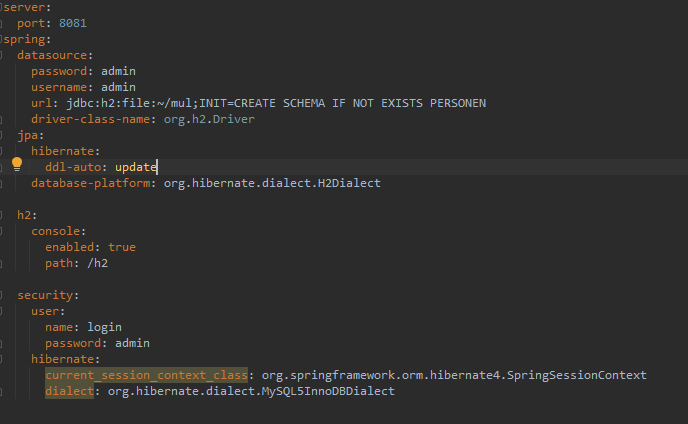 server:
  port: 8081
spring:
  datasource:
    password: admin
    username: admin
    url: jdbc:h2:file:~/mul;INIT=CREATE SCHEMA IF NOT EXISTS PERSONEN
    driver-class-name: org.h2.Driver
  jpa:
    hibernate:
      ddl-auto: update
    database-platform: org.hibernate.dialect.H2Dialect
  h2:
    console:
      enabled: true
      path: /h2
  security:
    user:
      name: login
      password: admin
    hibernate:
      current_session_context_class: org.springframework.orm.hibernate4.SpringSessionContext
      dialect: org.hibernate.dialect.MySQL5InnoDBDialect